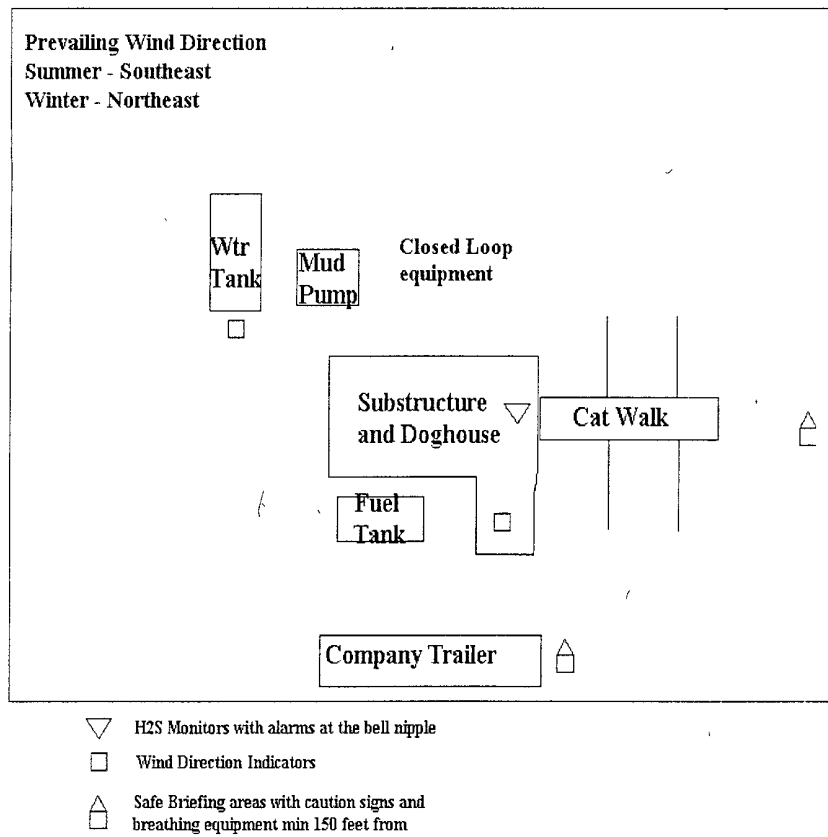 Prevailing Wind Direction
Summer - Southeast
Winter - Northeast
Wtr
Tank
Mud
Pump
Closed Loop
equipment
Substructure
and Doghouse
Cat Walk
Fuel
Tank
Company Trailer
H2S Monitors with alarms at the bell nipple
Wind Direction Indicators
Safe Briefing areas with caution signs and
breathing equipment min 150 feet from